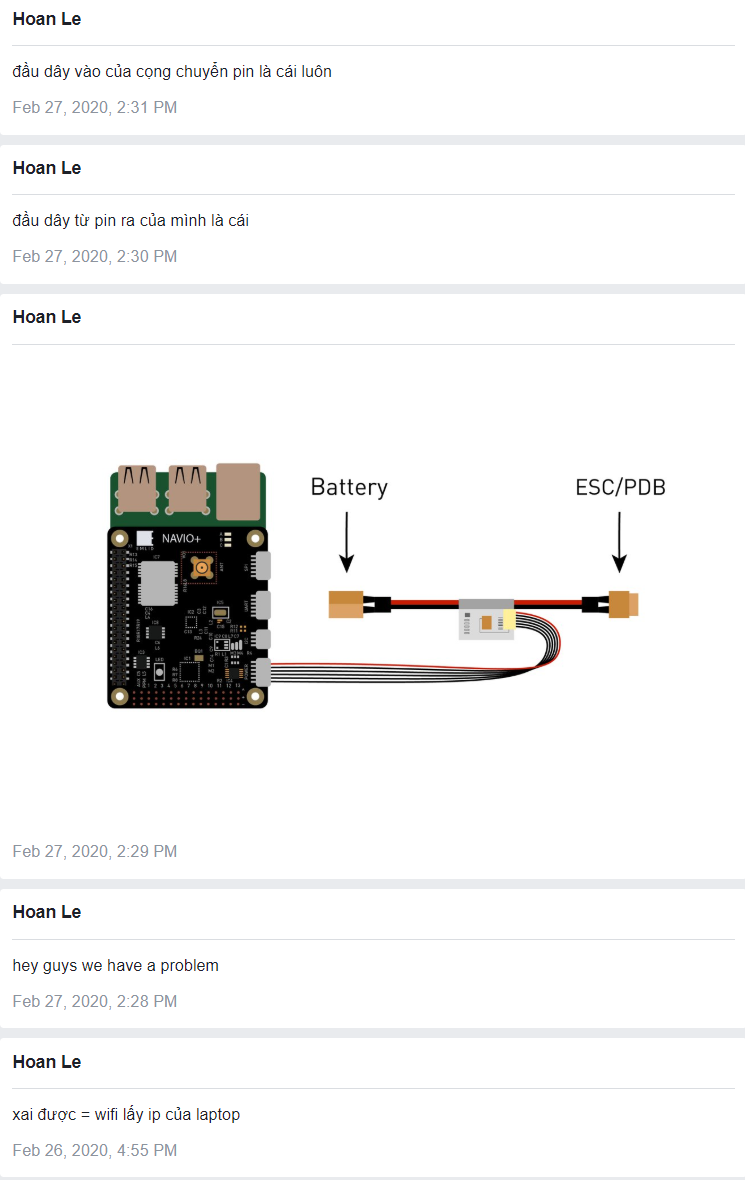 Hoan Le
đầu dây vào của cọng chuyển pin là cái luôn
Feb 27, 2020, 2:31 PM
Hoan Le
đầu dây từ pin ra của mình là cái
Feb 27, 2020, 2:30 PM
Hoan Le
Battery
ESC/PDB
NAVIO+
Feb 27, 2020, 2:29 PM
Hoan Le
hey guys we have a problem
Feb 27, 2020, 2:28 PM
Hoan Le
xai được = wifi lấy ip của laptop
Feb 26, 2020, 4:55 PM